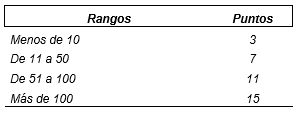 Rangos Puntos
Menos de 10 3
De 11 a 50 7
De 51 a 100 11
Más de 100 15